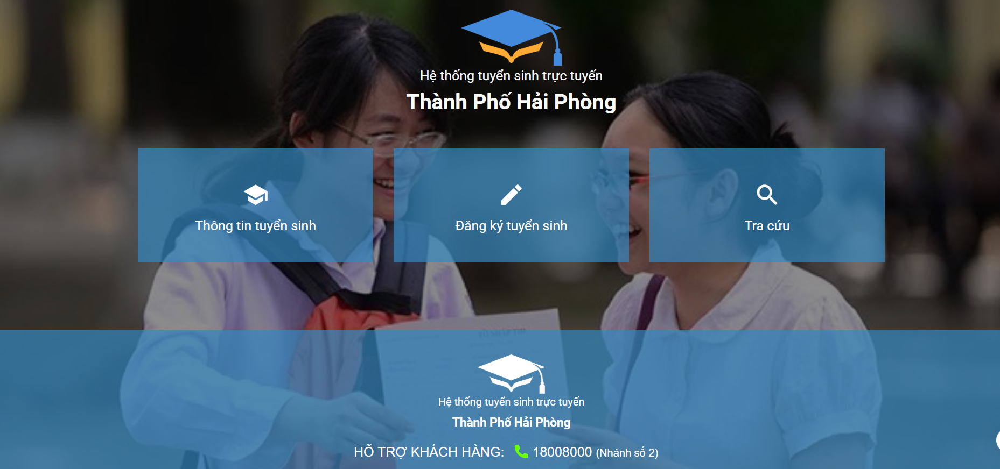 Hệ thống tuyển sinh trực tuyến
Thành Phố Hải Phòng
Thông tin tuyển sinh
Đăng ký tuyển sinh
Tra cứu
Hệ thống tuyển sinh trực tuyến
Thành Phố Hải Phòng
HỖ TRỢ KHÁCH HÀNG: 18008000 (Nhánh số 2)